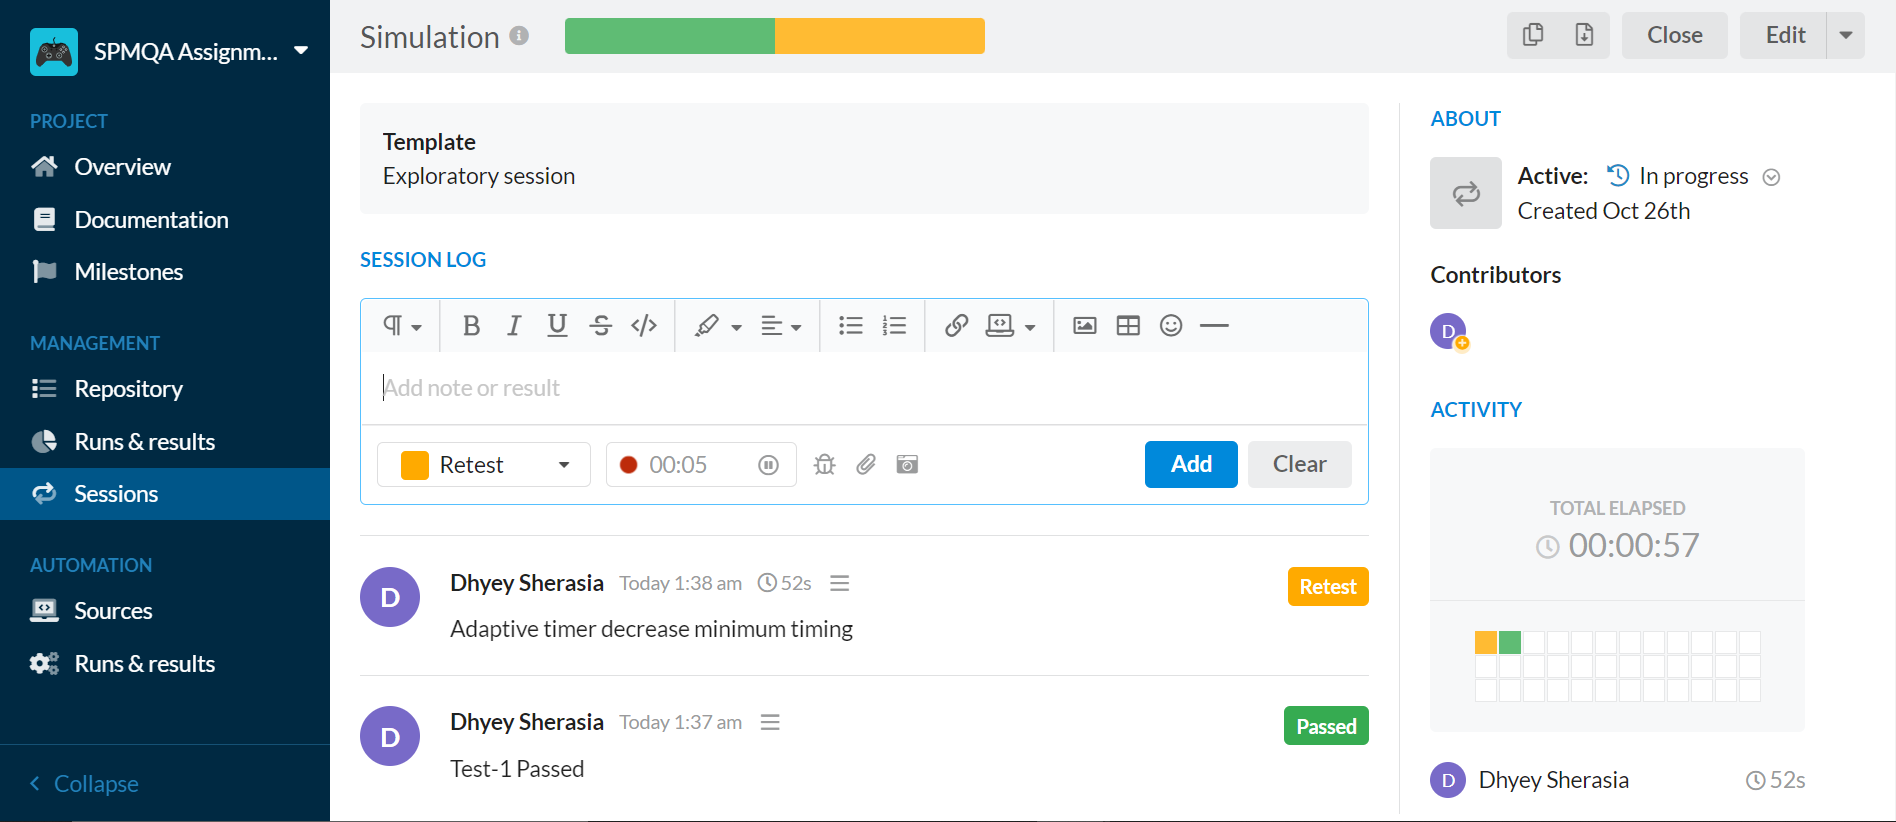 SPMQA Assignm...
PROJECT
Overview
Documentation
Milestones
MANAGEMENT
Repository
Runs & results
Sessions
AUTOMATION
Sources
Runs & results
Collapse
Simulation
Close
Edit
Template
Exploratory session
SESSION LOG
Add note or result
Retest
00:05
Add
Clear
Dhyey Sherasia Today 1:38 am 52s
Retest
Adaptive timer decrease minimum timing
D
Dhyey Sherasia Today 1:37 am
Passed
Test-1 Passed
D
ABOUT
Active: In progress
Created Oct 26th
Contributors
D
ACTIVITY
TOTAL ELAPSED
00:00:57
D Dhyey Sherasia 52s